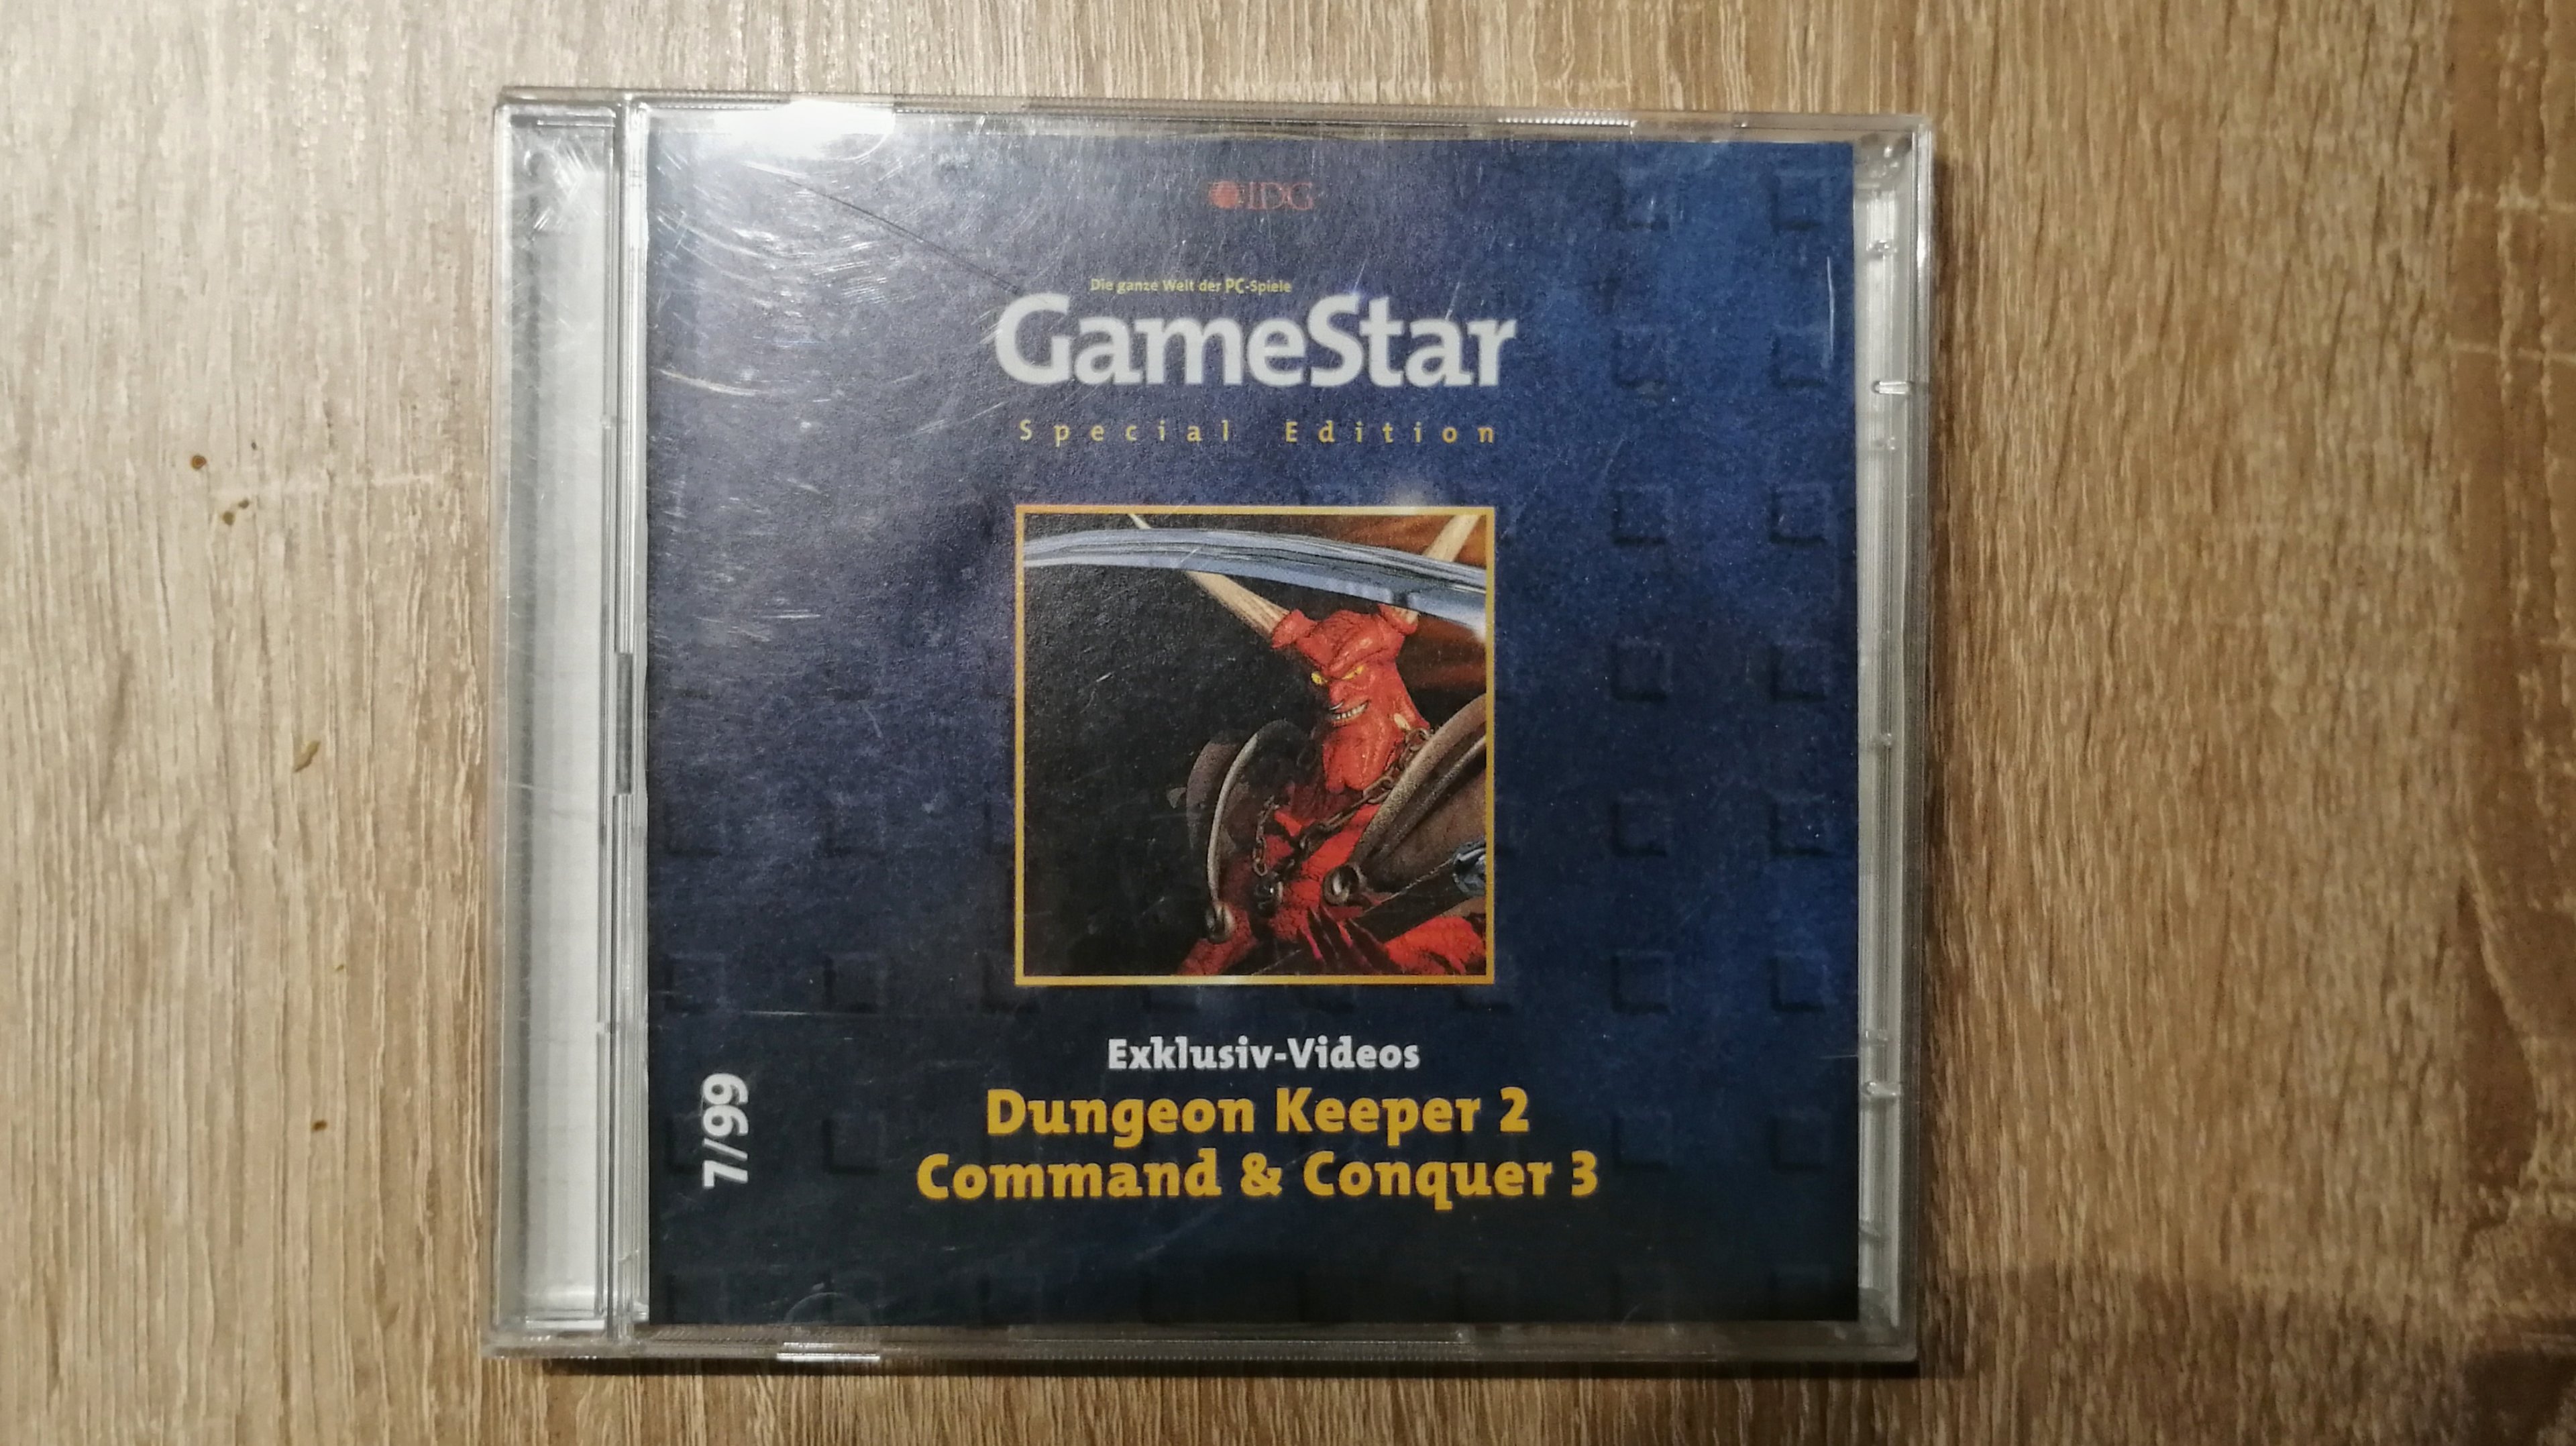 IDG
Die ganze Welt der PC-Spiele
GameStar
Special Edition
Exklusiv-Videos
Dungeon Keeper 2
Command & Conquer 3
7/99